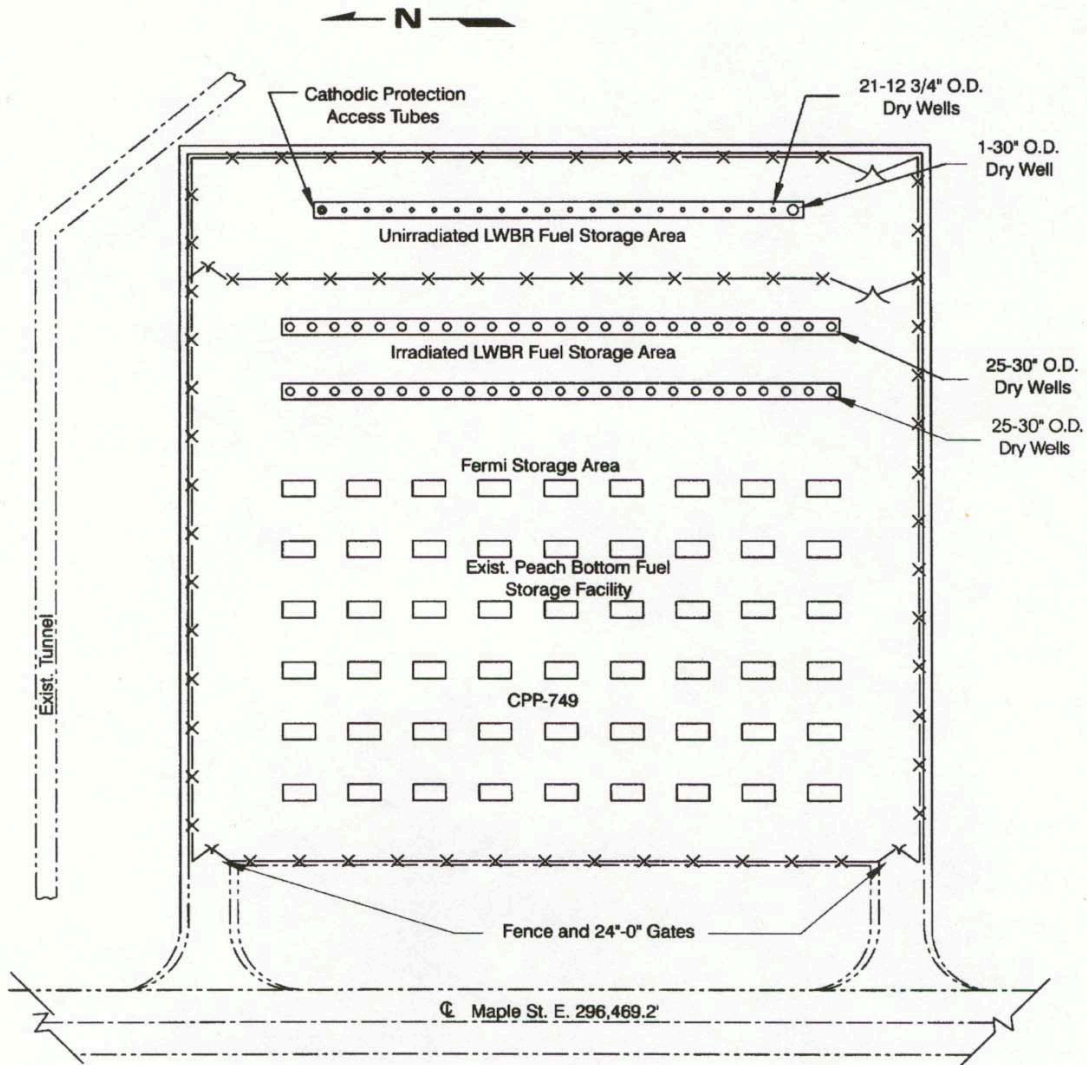 N
Cathodic Protection
Access Tubes
21-12 3/4" O.D.
Dry Wells
1-30" O.D.
Dry Well
Unirradiated LWBR Fuel Storage Area
Irradiated LWBR Fuel Storage Area
25-30" O.D.
Dry Wells
25-30" O.D.
Dry Wells
Fermi Storage Area
Exist. Peach Bottom Fuel
Storage Facility
Exist. Tunnel
CPP-749
Fence and 24"-0" Gates
℄ Maple St. E. 296,469.2'